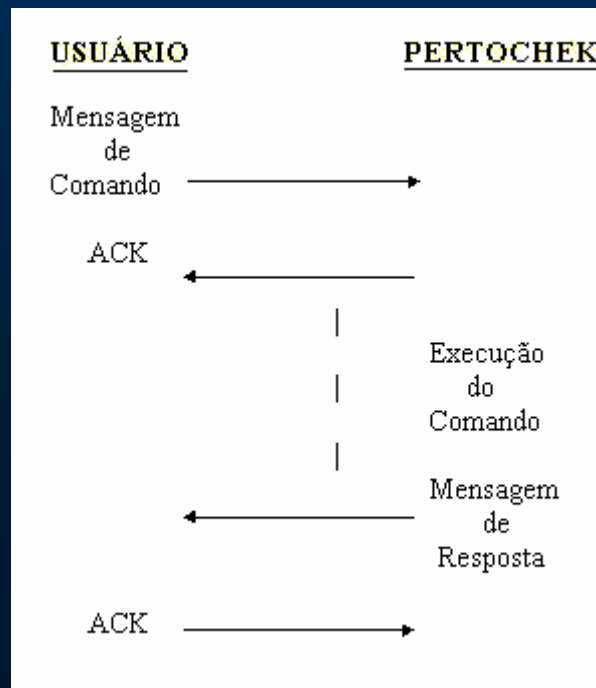 USUÁRIO PERTOCHEK
Mensagem
de
Comando
ACK
Execução
do
Comando
Mensagem
de
Resposta
ACK